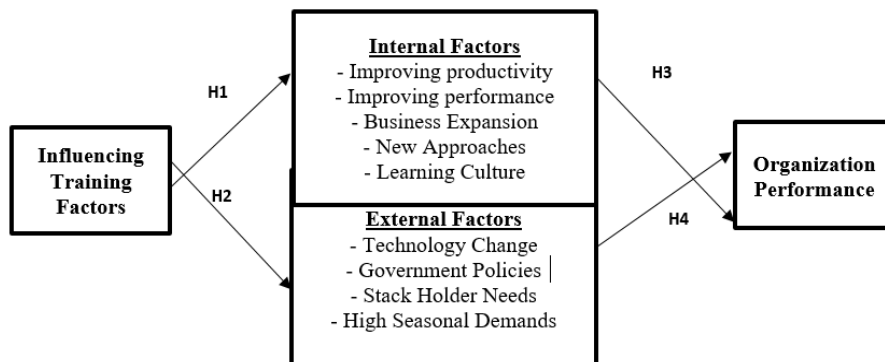 Influencing
Training
Factors
H1
H2
Internal Factors
- Improving productivity
- Improving performance
- Business Expansion
- New Approaches
- Learning Culture
External Factors
- Technology Change
- Government Policies
- Stack Holder Needs
- High Seasonal Demands
H3
H4
Organization
Performance